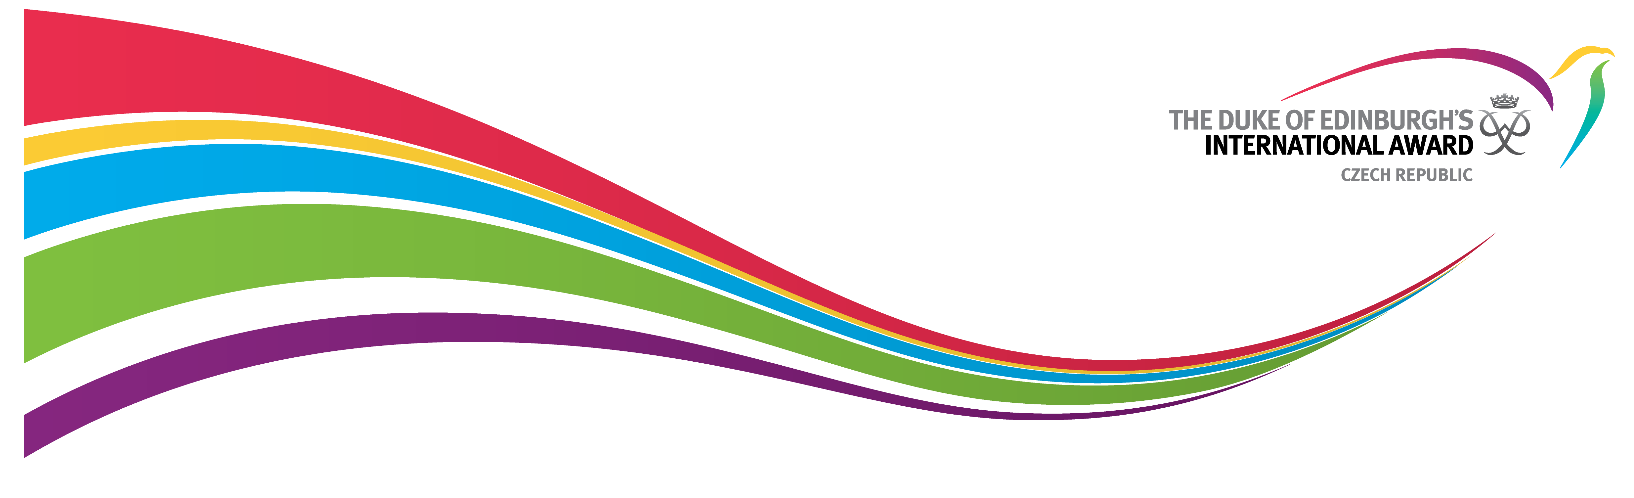 THE DUKE OF EDINBURGH'S
INTERNATIONAL AWARD
CZECH REPUBLIC